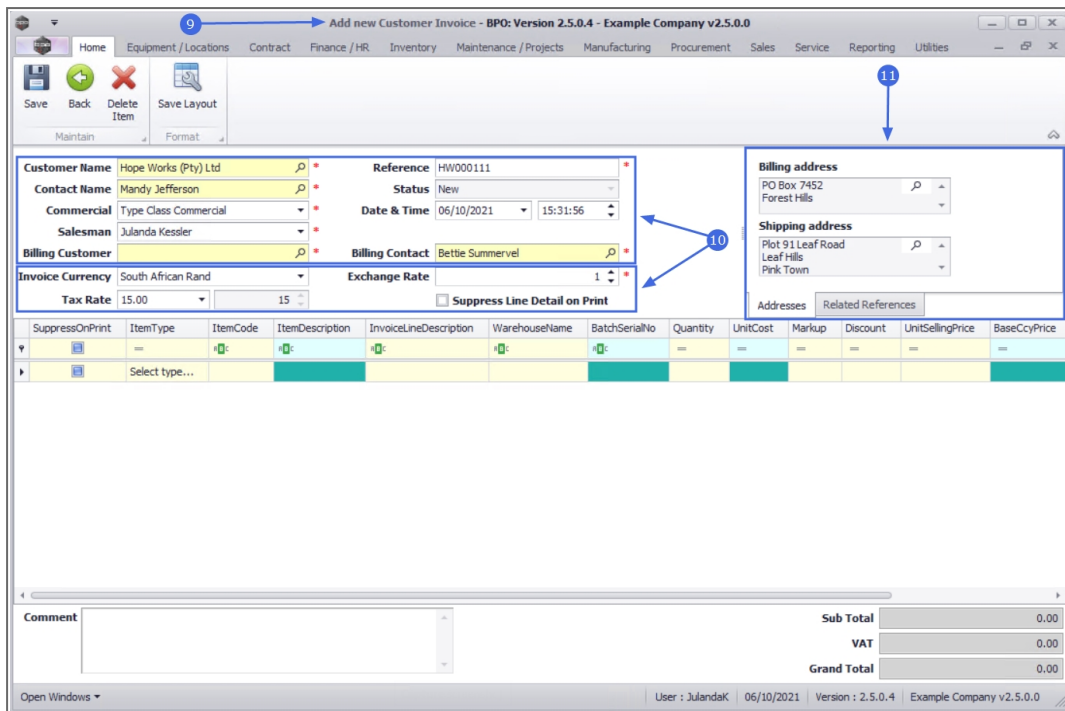 9
Add new Customer Invoice - BPO: Version 2.5.0.4 - Example Company v2.5.0.0
Home Equipment / Locations Contract Finance / HR Inventory Maintenance / Projects Manufacturing Procurement Sales Service Reporting Utilities
11
Save Back Delete Item Save Layout
Maintain Format
Customer Name Hope Works (Pty) Ltd * Reference HW000111 *
Contact Name Mandy Jefferson * Status New
Commercial Type Class Commercial * Date & Time 06/10/2021 15:31:56
Salesman Julanda Kessler *
Billing Customer * Billing Contact Bettie Summervel *
10
Invoice Currency South African Rand Exchange Rate 1 *
Tax Rate 15.00 15 Suppress Line Detail on Print
Billing address
PO Box 7452
Forest Hills
Shipping address
Plot 91 Leaf Road
Leaf Hills
Pink Town
Addresses Related References
SuppressOnPrint ItemType ItemCode ItemDescription InvoiceLineDescription WarehouseName BatchSerialNo Quantity UnitCost Markup Discount UnitSellingPrice BaseCcyPrice
= = = = = = =
Select type...
Comment
Sub Total 0.00
VAT 0.00
Grand Total 0.00
Open Windows User : JulandaK 06/10/2021 Version : 2.5.0.4 Example Company v2.5.0.0